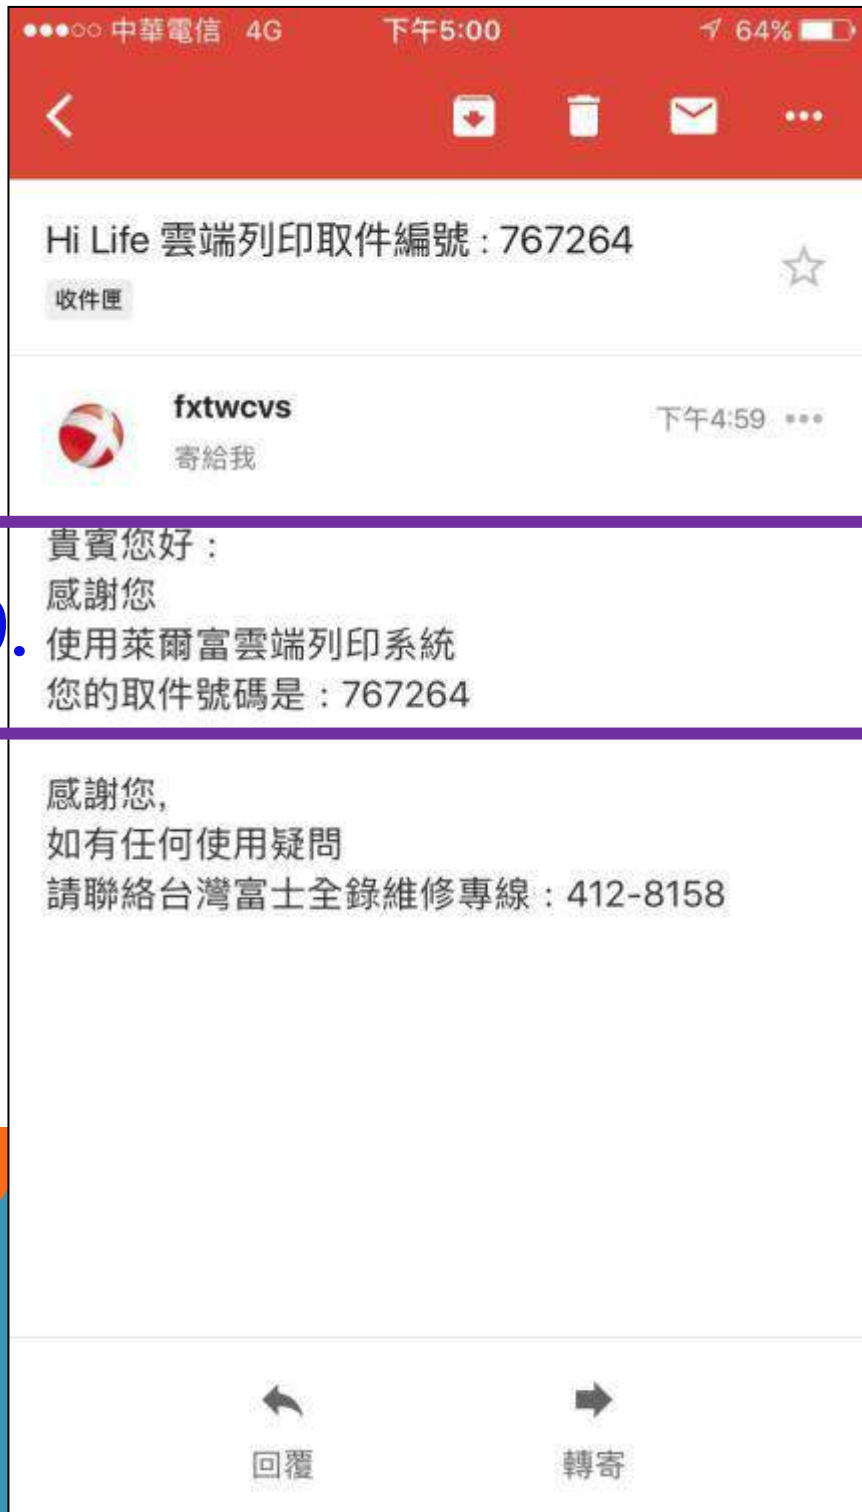 中華電信 4G 下午5:00 64%
Hi Life 雲端列印取件編號 : 767264
收件匣
fxtwcvs 下午4:59
寄給我
貴賓您好 :
感謝您
使用萊爾富雲端列印系統
您的取件號碼是 : 767264
感謝您,
如有任何使用疑問
請聯絡台灣富士全錄維修專線 : 412-8158
回覆 轉寄